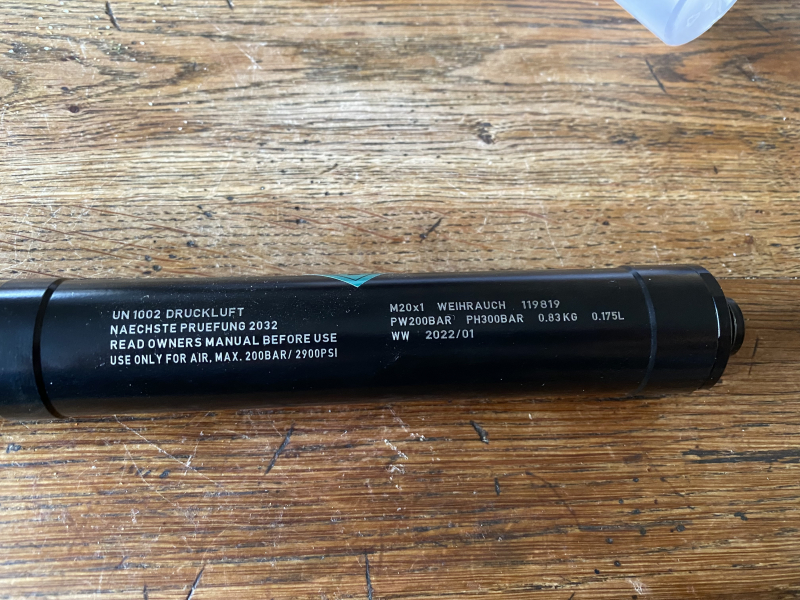 UN 1002 DRUCKLUFT
NAECHSTE PRUEFUNG 2032
READ OWNERS MANUAL BEFORE USE
USE ONLY FOR AIR, MAX. 200BAR/ 2900PSI
M20x1 WEIHRAUCH 119819
PW200BAR PH300BAR 0.83KG 0.175L
WW 2022/01